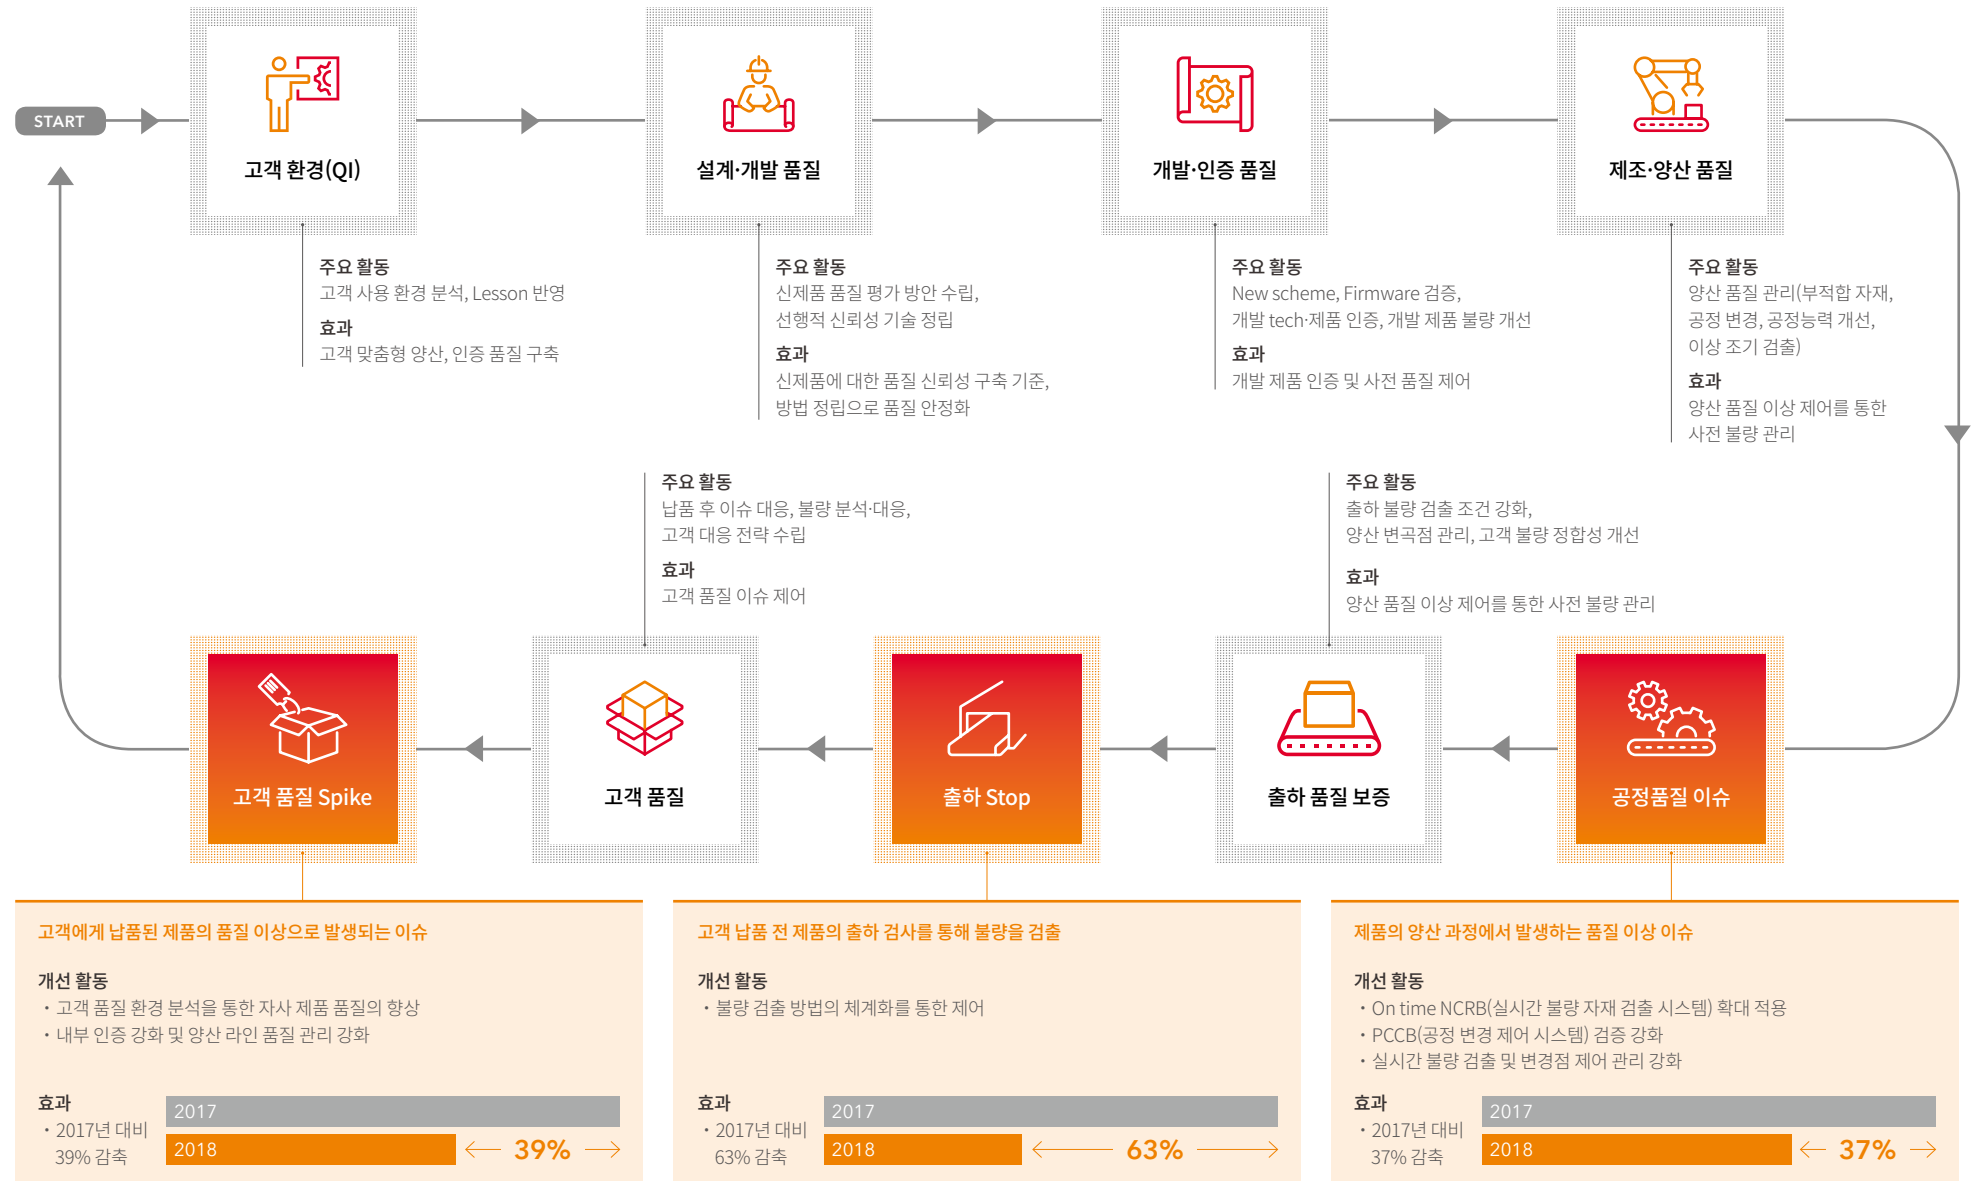 START
고객 환경(QI)
주요 활동
고객 사용 환경 분석, Lesson 반영
효과
고객 맞춤형 양산, 인증 품질 구축
설계·개발 품질
주요 활동
신제품 품질 평가 방안 수립,
선행적 신뢰성 기술 정립
효과
신제품에 대한 품질 신뢰성 구축 기준,
방법 정립으로 품질 안정화
개발·인증 품질
주요 활동
New scheme, Firmware 검증,
개발 tech·제품 인증, 개발 제품 불량 개선
효과
개발 제품 인증 및 사전 품질 제어
제조·양산 품질
주요 활동
양산 품질 관리(부적합 자재,
공정 변경, 공정능력 개선,
이상 조기 검출)
효과
양산 품질 이상 제어를 통한
사전 불량 관리
공정품질 이슈
주요 활동
출하 불량 검출 조건 강화,
양산 변곡점 관리, 고객 불량 정합성 개선
효과
양산 품질 이상 제어를 통한 사전 불량 관리
출하 품질 보증
출하 Stop
주요 활동
납품 후 이슈 대응, 불량 분석·대응,
고객 대응 전략 수립
효과
고객 품질 이슈 제어
고객 품질
고객 품질 Spike
고객에게 납품된 제품의 품질 이상으로 발생되는 이슈
개선 활동
· 고객 품질 환경 분석을 통한 자사 제품 품질의 향상
· 내부 인증 강화 및 양산 라인 품질 관리 강화
효과
· 2017년 대비
39% 감축
2017
2018
39%
고객 납품 전 제품의 출하 검사를 통해 불량을 검출
개선 활동
· 불량 검출 방법의 체계화를 통한 제어
효과
· 2017년 대비
63% 감축
2017
2018
63%
제품의 양산 과정에서 발생하는 품질 이상 이슈
개선 활동
· On time NCRB(실시간 불량 자재 검출 시스템) 확대 적용
· PCCB(공정 변경 제어 시스템) 검증 강화
· 실시간 불량 검출 및 변경점 제어 관리 강화
효과
· 2017년 대비
37% 감축
2017
2018
37%